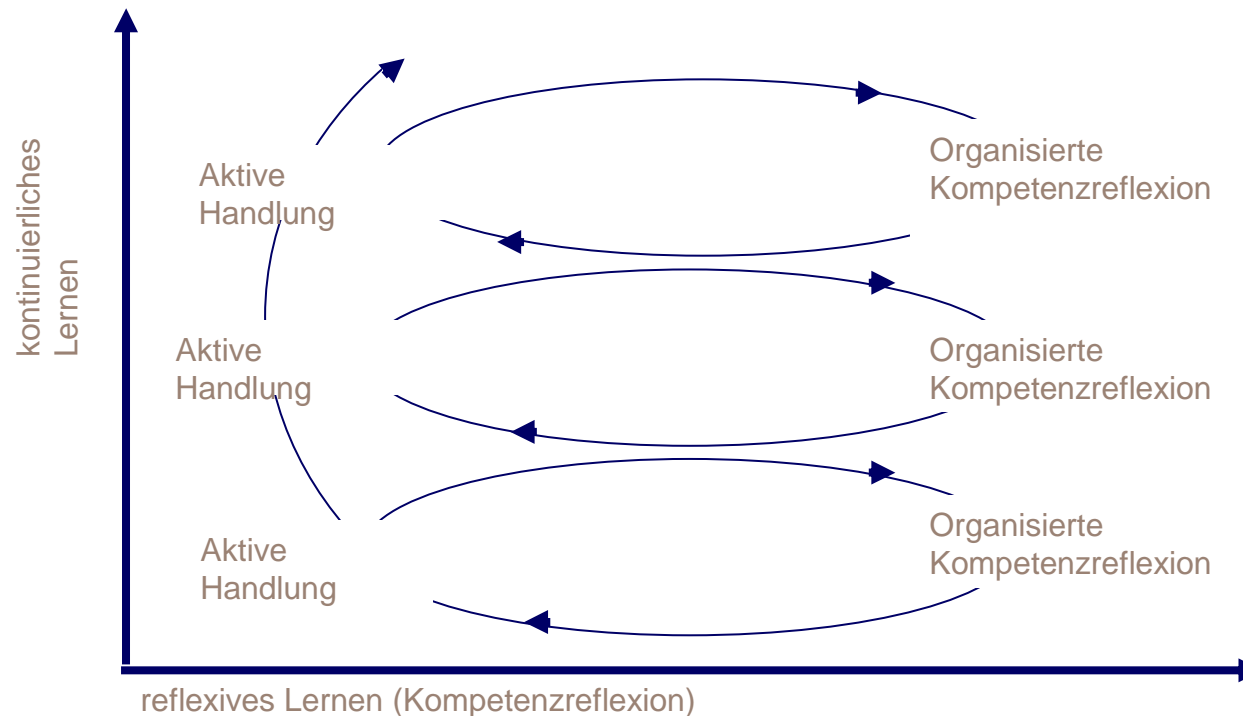 kontinuierliches
Lernen
Aktive
Handlung
Organisierte
Kompetenzreflexion
Aktive
Handlung
Organisierte
Kompetenzreflexion
Aktive
Handlung
Organisierte
Kompetenzreflexion
reflexives Lernen (Kompetenzreflexion)